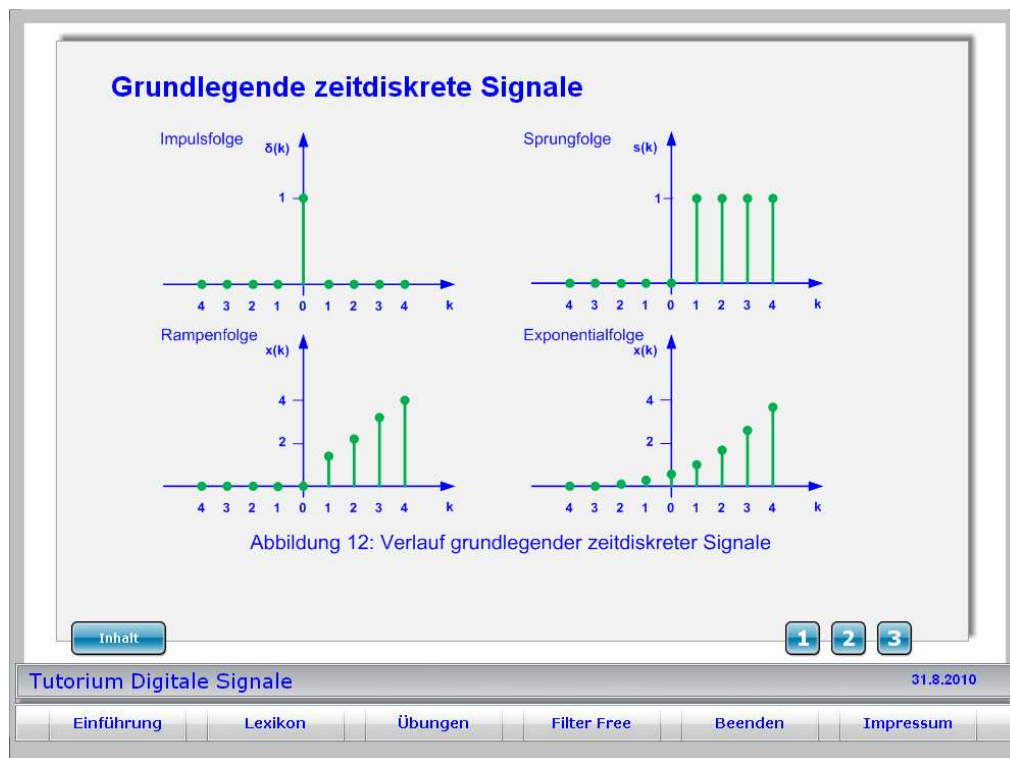 Grundlegende zeitdiskrete Signale
Impulsfolge
δ(k)
1
4 3 2 1 0 1 2 3 4 k
Sprungfolge
s(k)
1
4 3 2 1 0 1 2 3 4 k
Rampenfolge
x(k)
4
2
4 3 2 1 0 1 2 3 4 k
Exponentialfolge
x(k)
4
2
4 3 2 1 0 1 2 3 4 k
Abbildung 12: Verlauf grundlegender zeitdiskreter Signale
Inhalt
1 2 3
Tutorium Digitale Signale
31.8.2010
Einführung Lexikon Übungen Filter Free Beenden Impressum